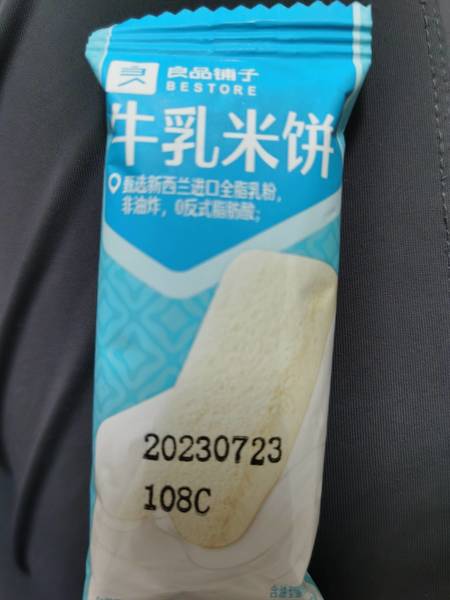 良品铺子
BESTORE
牛乳米饼
甄选新西兰进口全脂乳粉,
非油炸，0反式脂肪酸;
20230723
108C